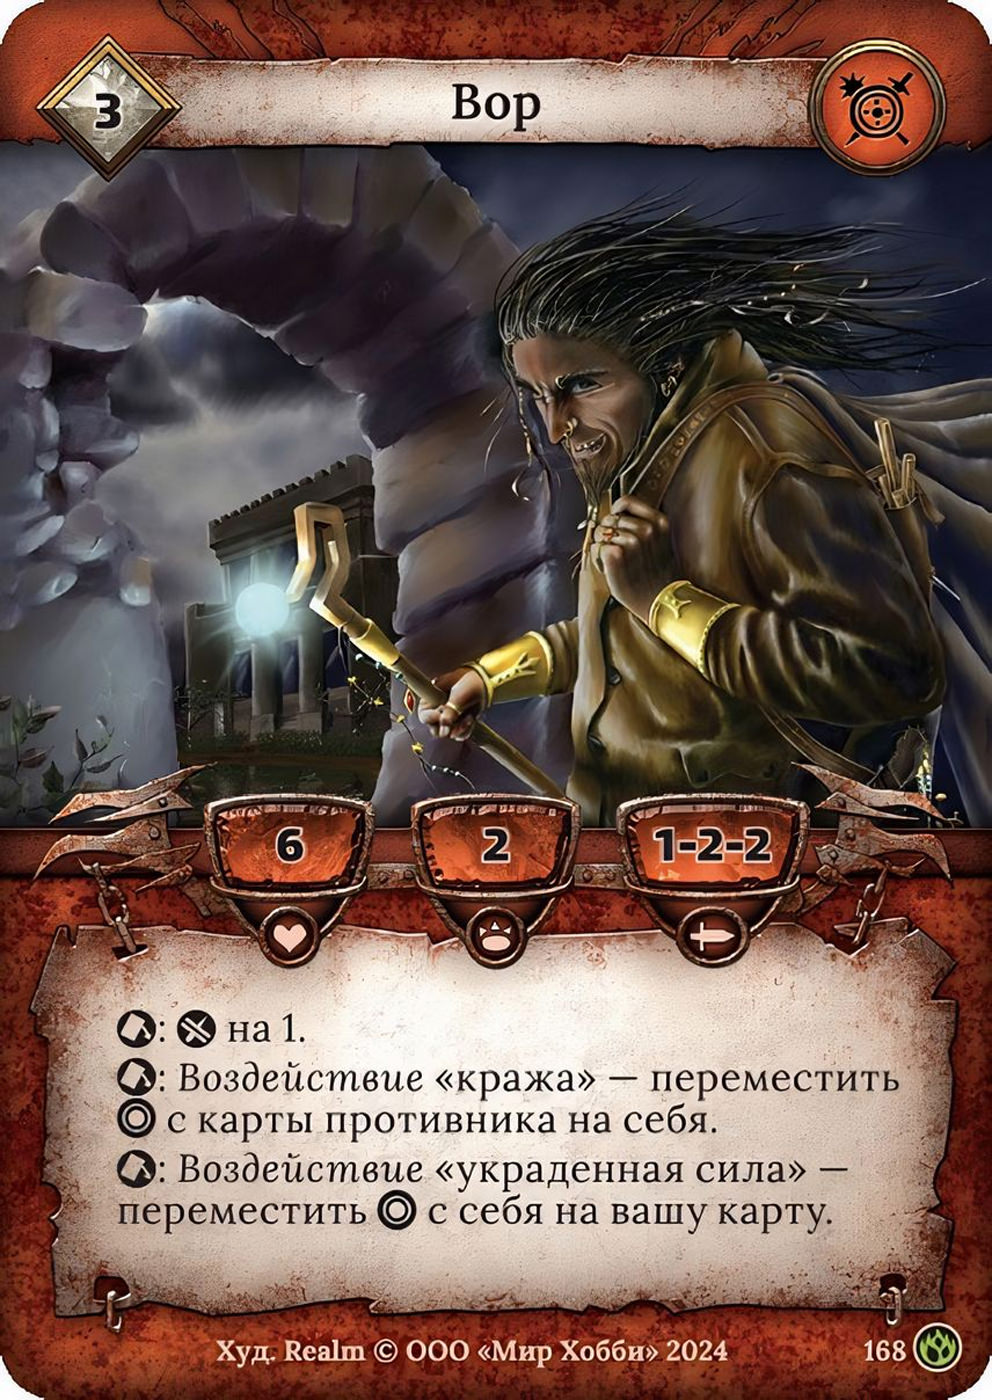 3
Вор
6
2
1-2-2
: на 1.
: Воздействие «кража» — переместить
с карты противника на себя.
: Воздействие «украденная сила» —
переместить с себя на вашу карту.
Худ. Realm © ООО «Мир Хобби» 2024
168